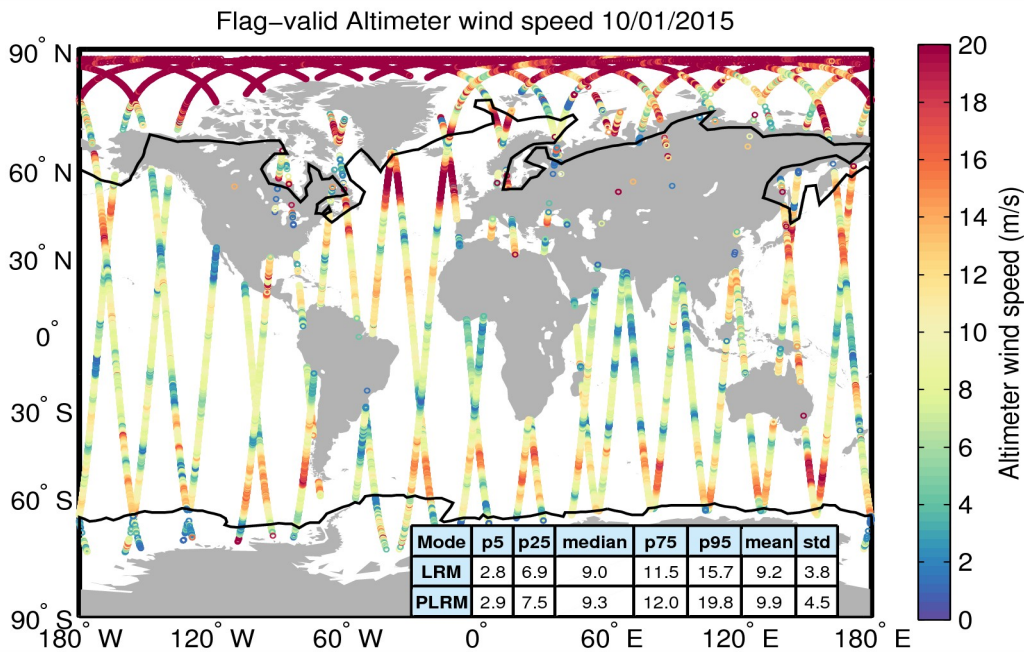 Flag−valid Altimeter wind speed 10/01/2015
90° N
60° N
30° N
0°
30° S
60° S
90° S
180° W
120° W
60° W
0°
60° E
120° E
180° E
Mode p5 p25 median p75 p95 mean std
LRM 2.8 6.9 9.0 11.5 15.7 9.2 3.8
PLRM 2.9 7.5 9.3 12.0 19.8 9.9 4.5
20
18
16
14
12
10
8
6
4
2
0
Altimeter wind speed (m/s)